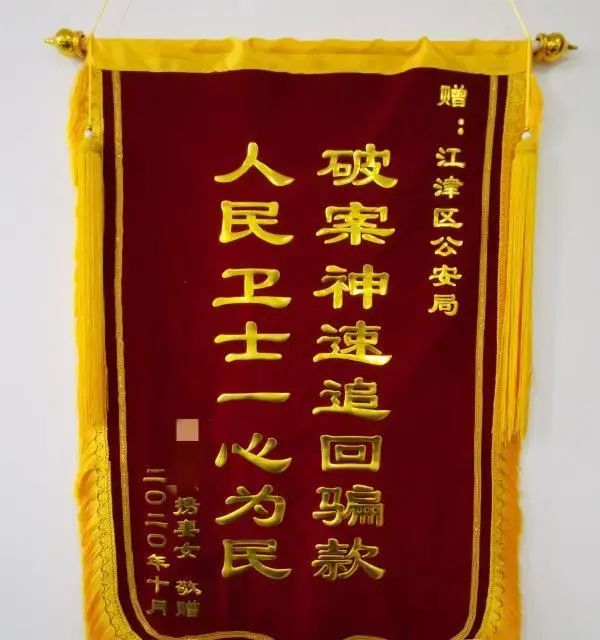 赠：江津区公安局
破案神速追回骗款
人民卫士一心为民
携妻女 敬赠
二〇二〇年十月